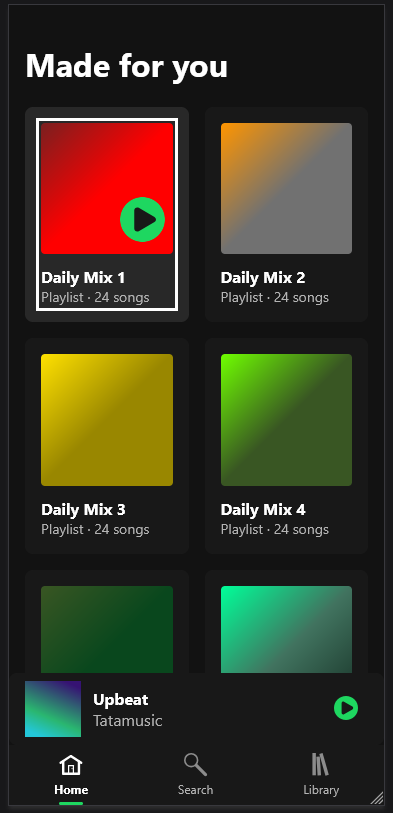 Made for you
Daily Mix 1
Playlist · 24 songs
Daily Mix 2
Playlist · 24 songs
Daily Mix 3
Playlist · 24 songs
Daily Mix 4
Playlist · 24 songs
Upbeat
Tatamusic
Home
Search
Library